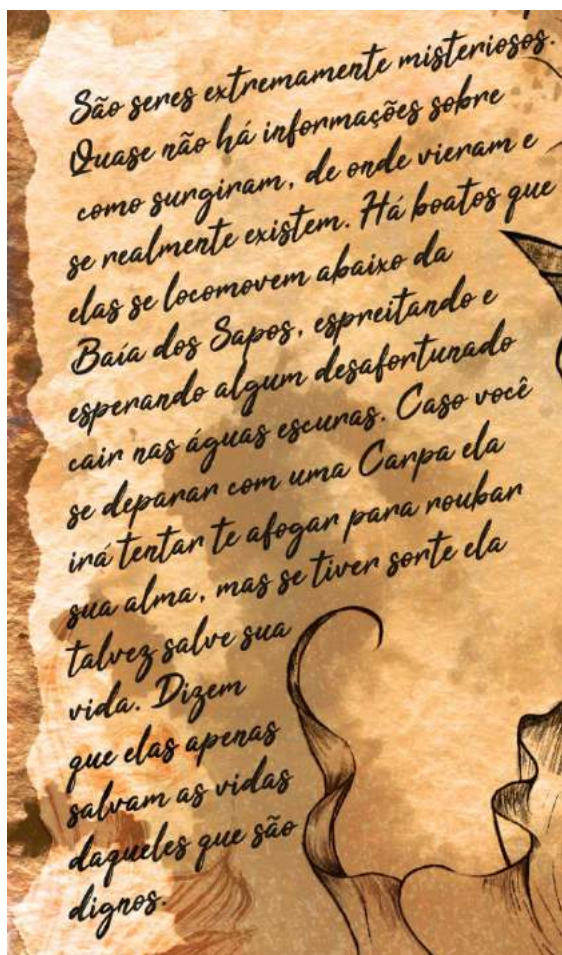 São seres extremamente misteriosos.
Quase não há informações sobre
como surgiram, de onde vieram e
se realmente existem. Há boatos que
elas se locomovem abaixo da
Baía dos Sapos, espreitando e
esperando algum desafortunado
cair nas águas escuras. Caso você
se deparar com uma Carpa ela
irá tentar te afogar para roubar
sua alma, mas se tiver sorte ela
talvez salve sua
vida. Dizem
que elas apenas
salvam as vidas
daqueles que são
dignos.